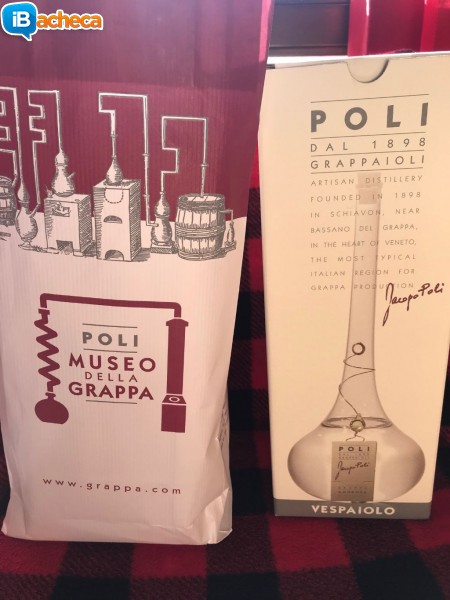 iBacheca
POLI
MUSEO
DELLA
GRAPPA
www.grappa.com
POLI
DAL 1898
GRAPPAIOLI
ARTISAN DISTILLERY
FOUNDED IN 1898
IN SCHIAVON, NEAR
BASSANO DEL GRAPPA,
IN THE HEART OF VENETO,
THE MOST TYPICAL
ITALIAN REGION FOR
GRAPPA PRODUCTION
Jacopo Poli
POLI
Jacopo Poli
VESPAIOLO